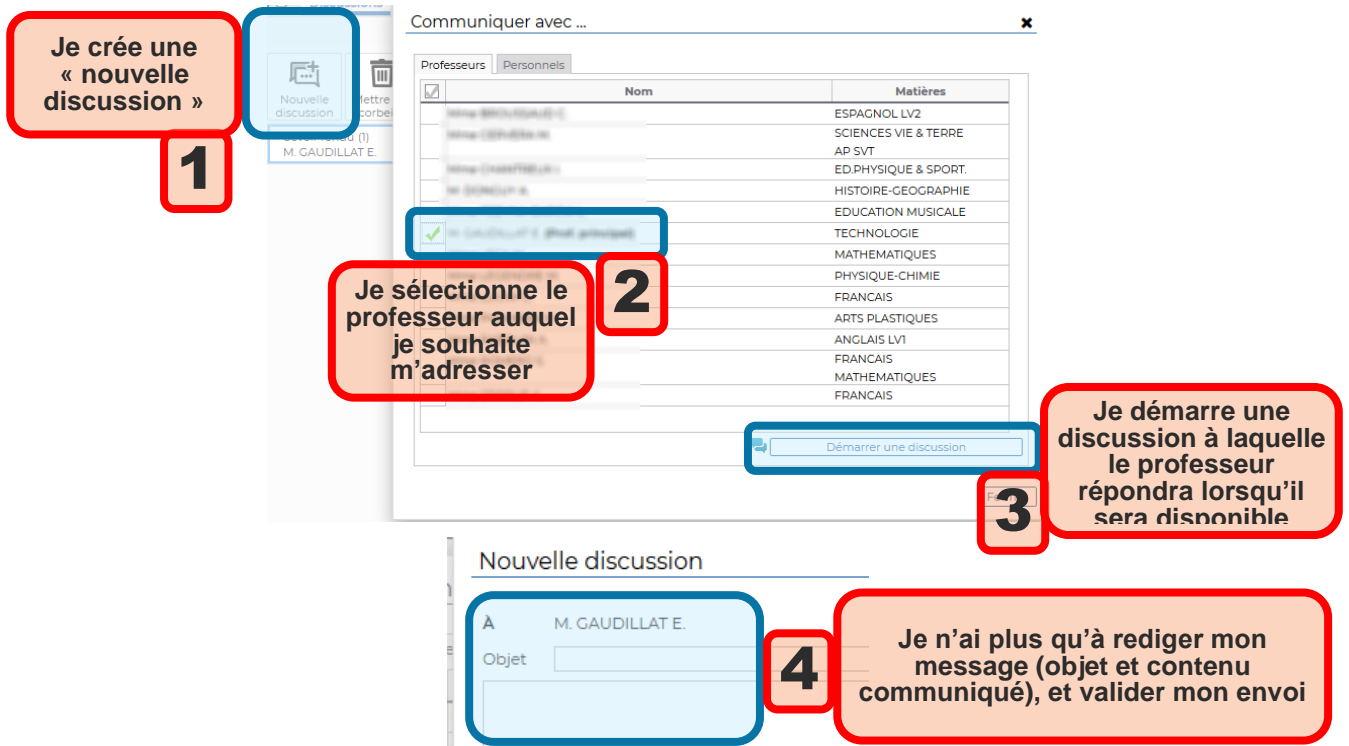 Communiquer avec ...
Je crée une
« nouvelle
discussion »
1
Nouvelle
discussion
Mettre
corbei
(1)
M. GAUDILLAT E.
Professeurs Personnels
Nom Matières
ESPAGNOL LV2
SCIENCES VIE & TERRE
AP SVT
ED.PHYSIQUE & SPORT.
HISTOIRE-GEOGRAPHIE
EDUCATION MUSICALE
M. GAUDILLAT E. (Prof. principal) TECHNOLOGIE
MATHEMATIQUES
PHYSIQUE-CHIMIE
FRANCAIS
ARTS PLASTIQUES
ANGLAIS LV1
FRANCAIS
MATHEMATIQUES
FRANCAIS
2
Je sélectionne le
professeur auquel
je souhaite
m’adresser
Démarrer une discussion
3
Je démarre une
discussion à laquelle
le professeur
répondra lorsqu’il
sera disponible
Nouvelle discussion
À M. GAUDILLAT E.
Objet
4
Je n’ai plus qu’à rediger mon
message (objet et contenu
communiqué), et valider mon envoi